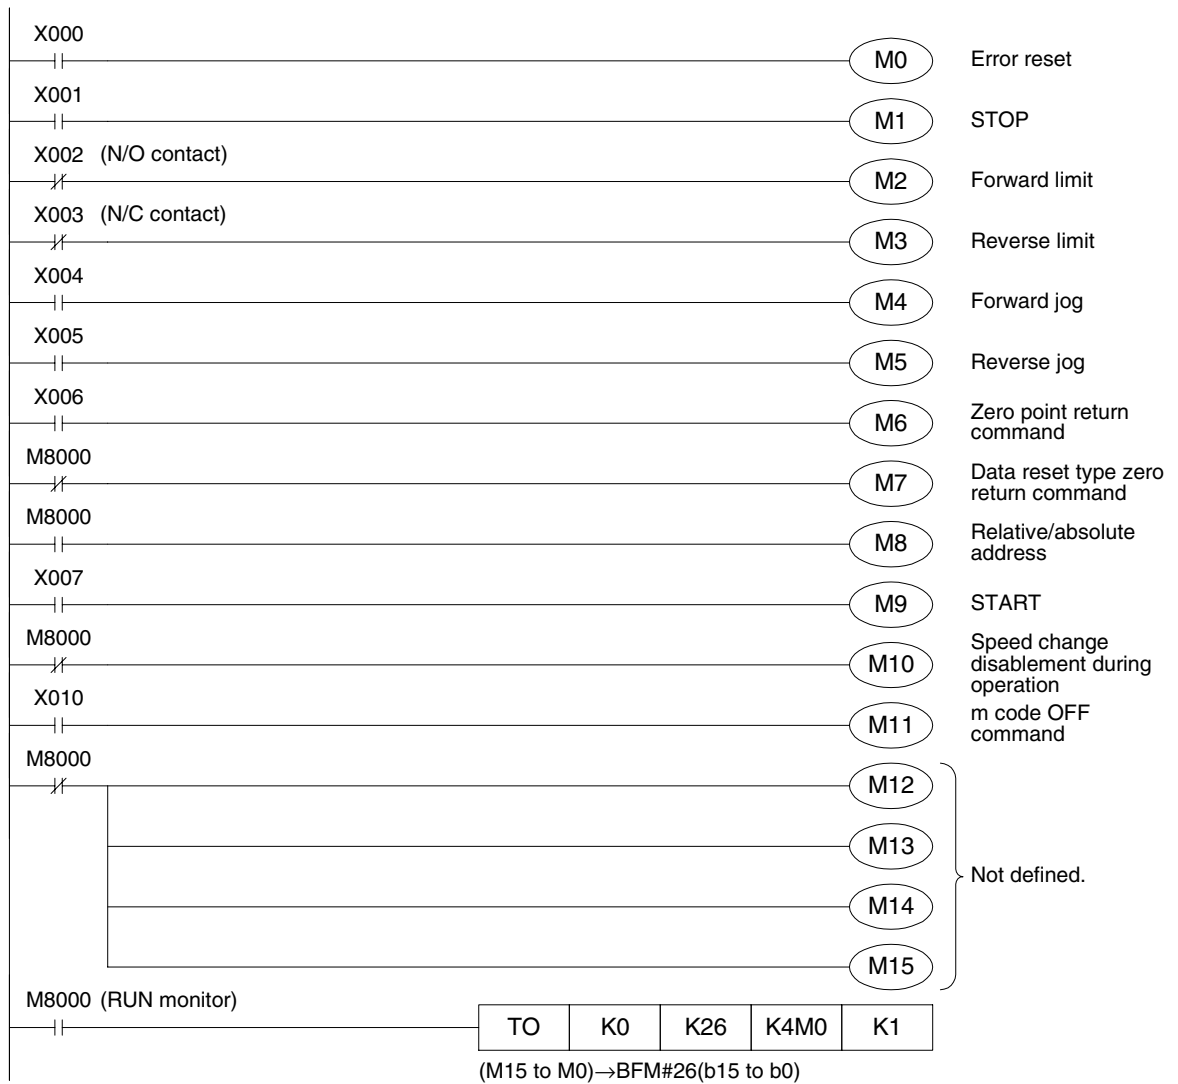 X000
M0 Error reset
X001
M1 STOP
X002 (N/O contact)
M2 Forward limit
X003 (N/C contact)
M3 Reverse limit
X004
M4 Forward jog
X005
M5 Reverse jog
X006
M6 Zero point return
command
M8000
M7 Data reset type zero
return command
M8000
M8 Relative/absolute
address
X007
M9 START
M8000
M10 Speed change
disablement during
operation
X010
M11 m code OFF
command
M8000
M12
M13
Not defined.
M14
M15
M8000 (RUN monitor)
TO K0 K26 K4M0 K1
(M15 to M0)→BFM#26(b15 to b0)